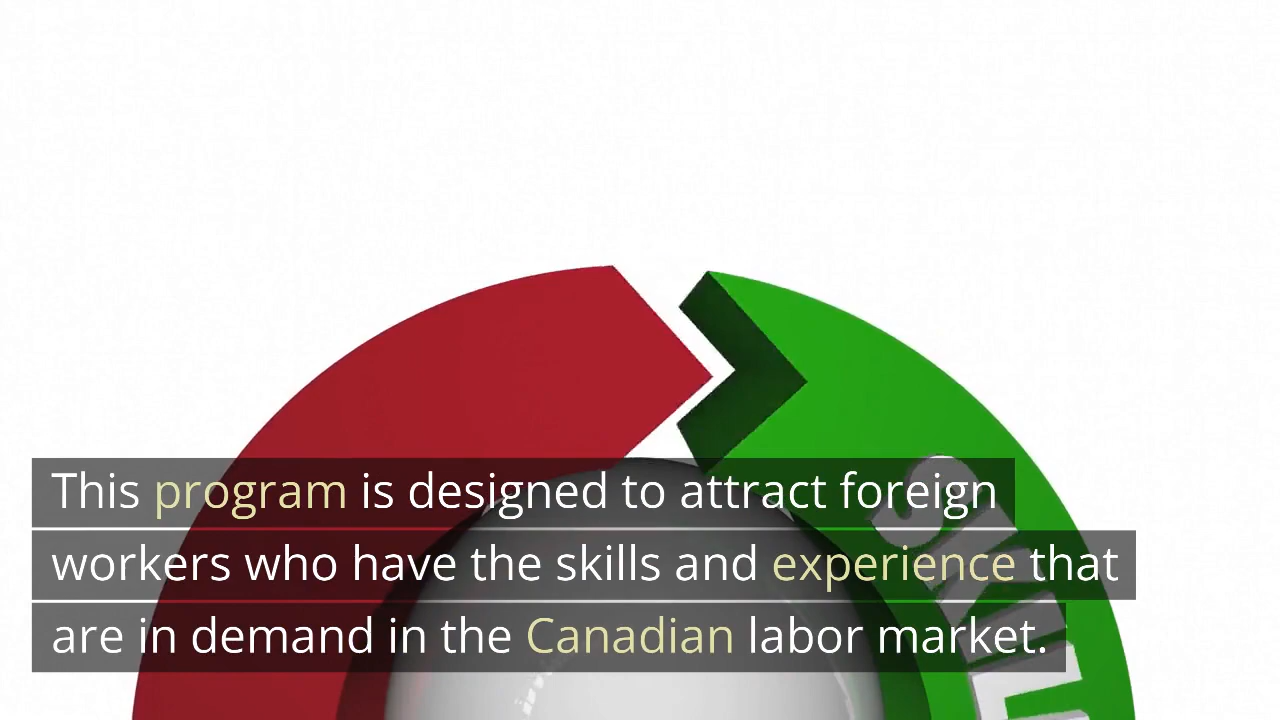 This program is designed to attract foreign
workers who have the skills and experience that
are in demand in the Canadian labor market.